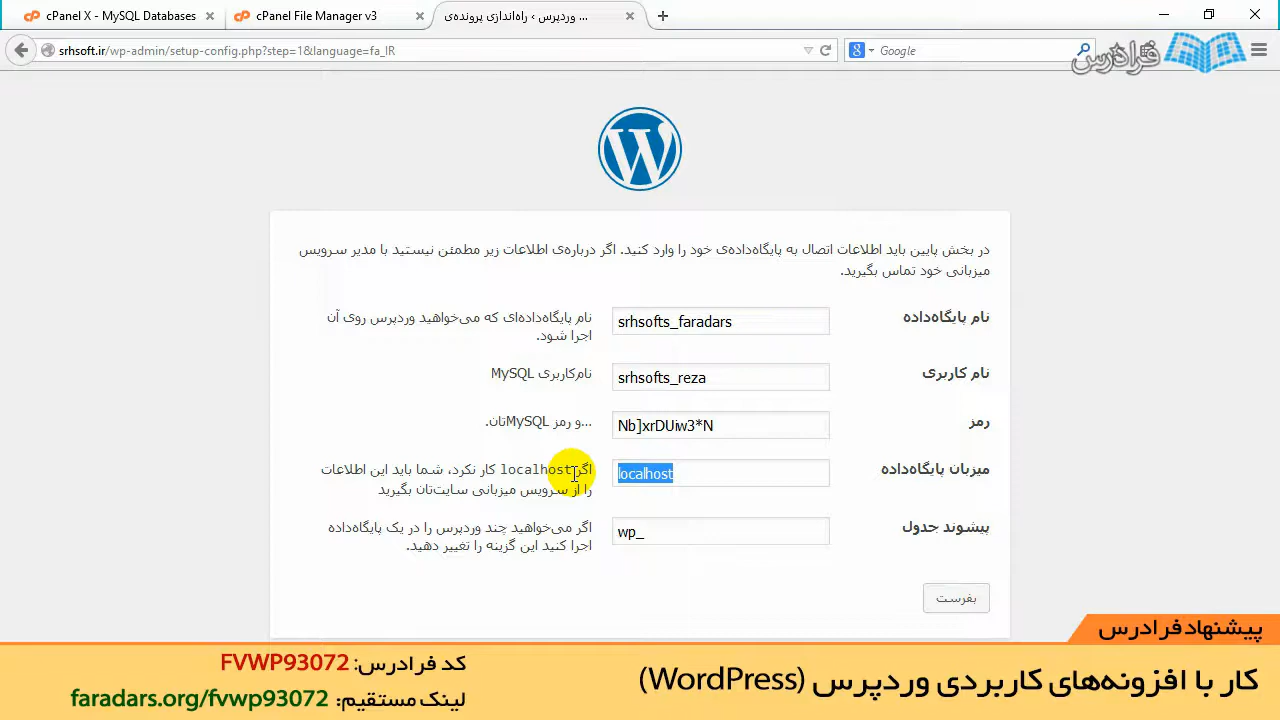 cPanel X - MySQL Databases
cPanel File Manager v3
وردپرس › راه‌اندازی پرونده‌ی ...
srhsoft.ir/wp-admin/setup-config.php?step=1&language=fa_IR
Google
فرادرس
در بخش پایین باید اطلاعات اتصال به پایگاه‌داده‌ی خود را وارد کنید. اگر درباره‌ی اطلاعات زیر مطمئن نیستید با مدیر سرویس
میزبانی خود تماس بگیرید.
نام پایگاه‌داده
srhsofts_faradars
نام پایگاه‌داده‌ای که می‌خواهید وردپرس روی آن
اجرا شود.
نام کاربری
srhsofts_reza
نام‌کاربری MySQL
رمز
Nb]xrDUiw3*N
...و رمز MySQLتان.
میزبان پایگاه‌داده
localhost
اگر localhost کار نکرد، شما باید این اطلاعات
را از سرویس میزبانی سایت‌تان بگیرید
پیشوند جدول
wp_
اگر می‌خواهید چند وردپرس را در یک پایگاه‌داده
اجرا کنید این گزینه را تغییر دهید.
بفرست
پیشنهاد فرادرس
کار با افزونه‌های کاربردی وردپرس (WordPress)
کد فرادرس: FVWP93072
لینک مستقیم: faradars.org/fvwp93072